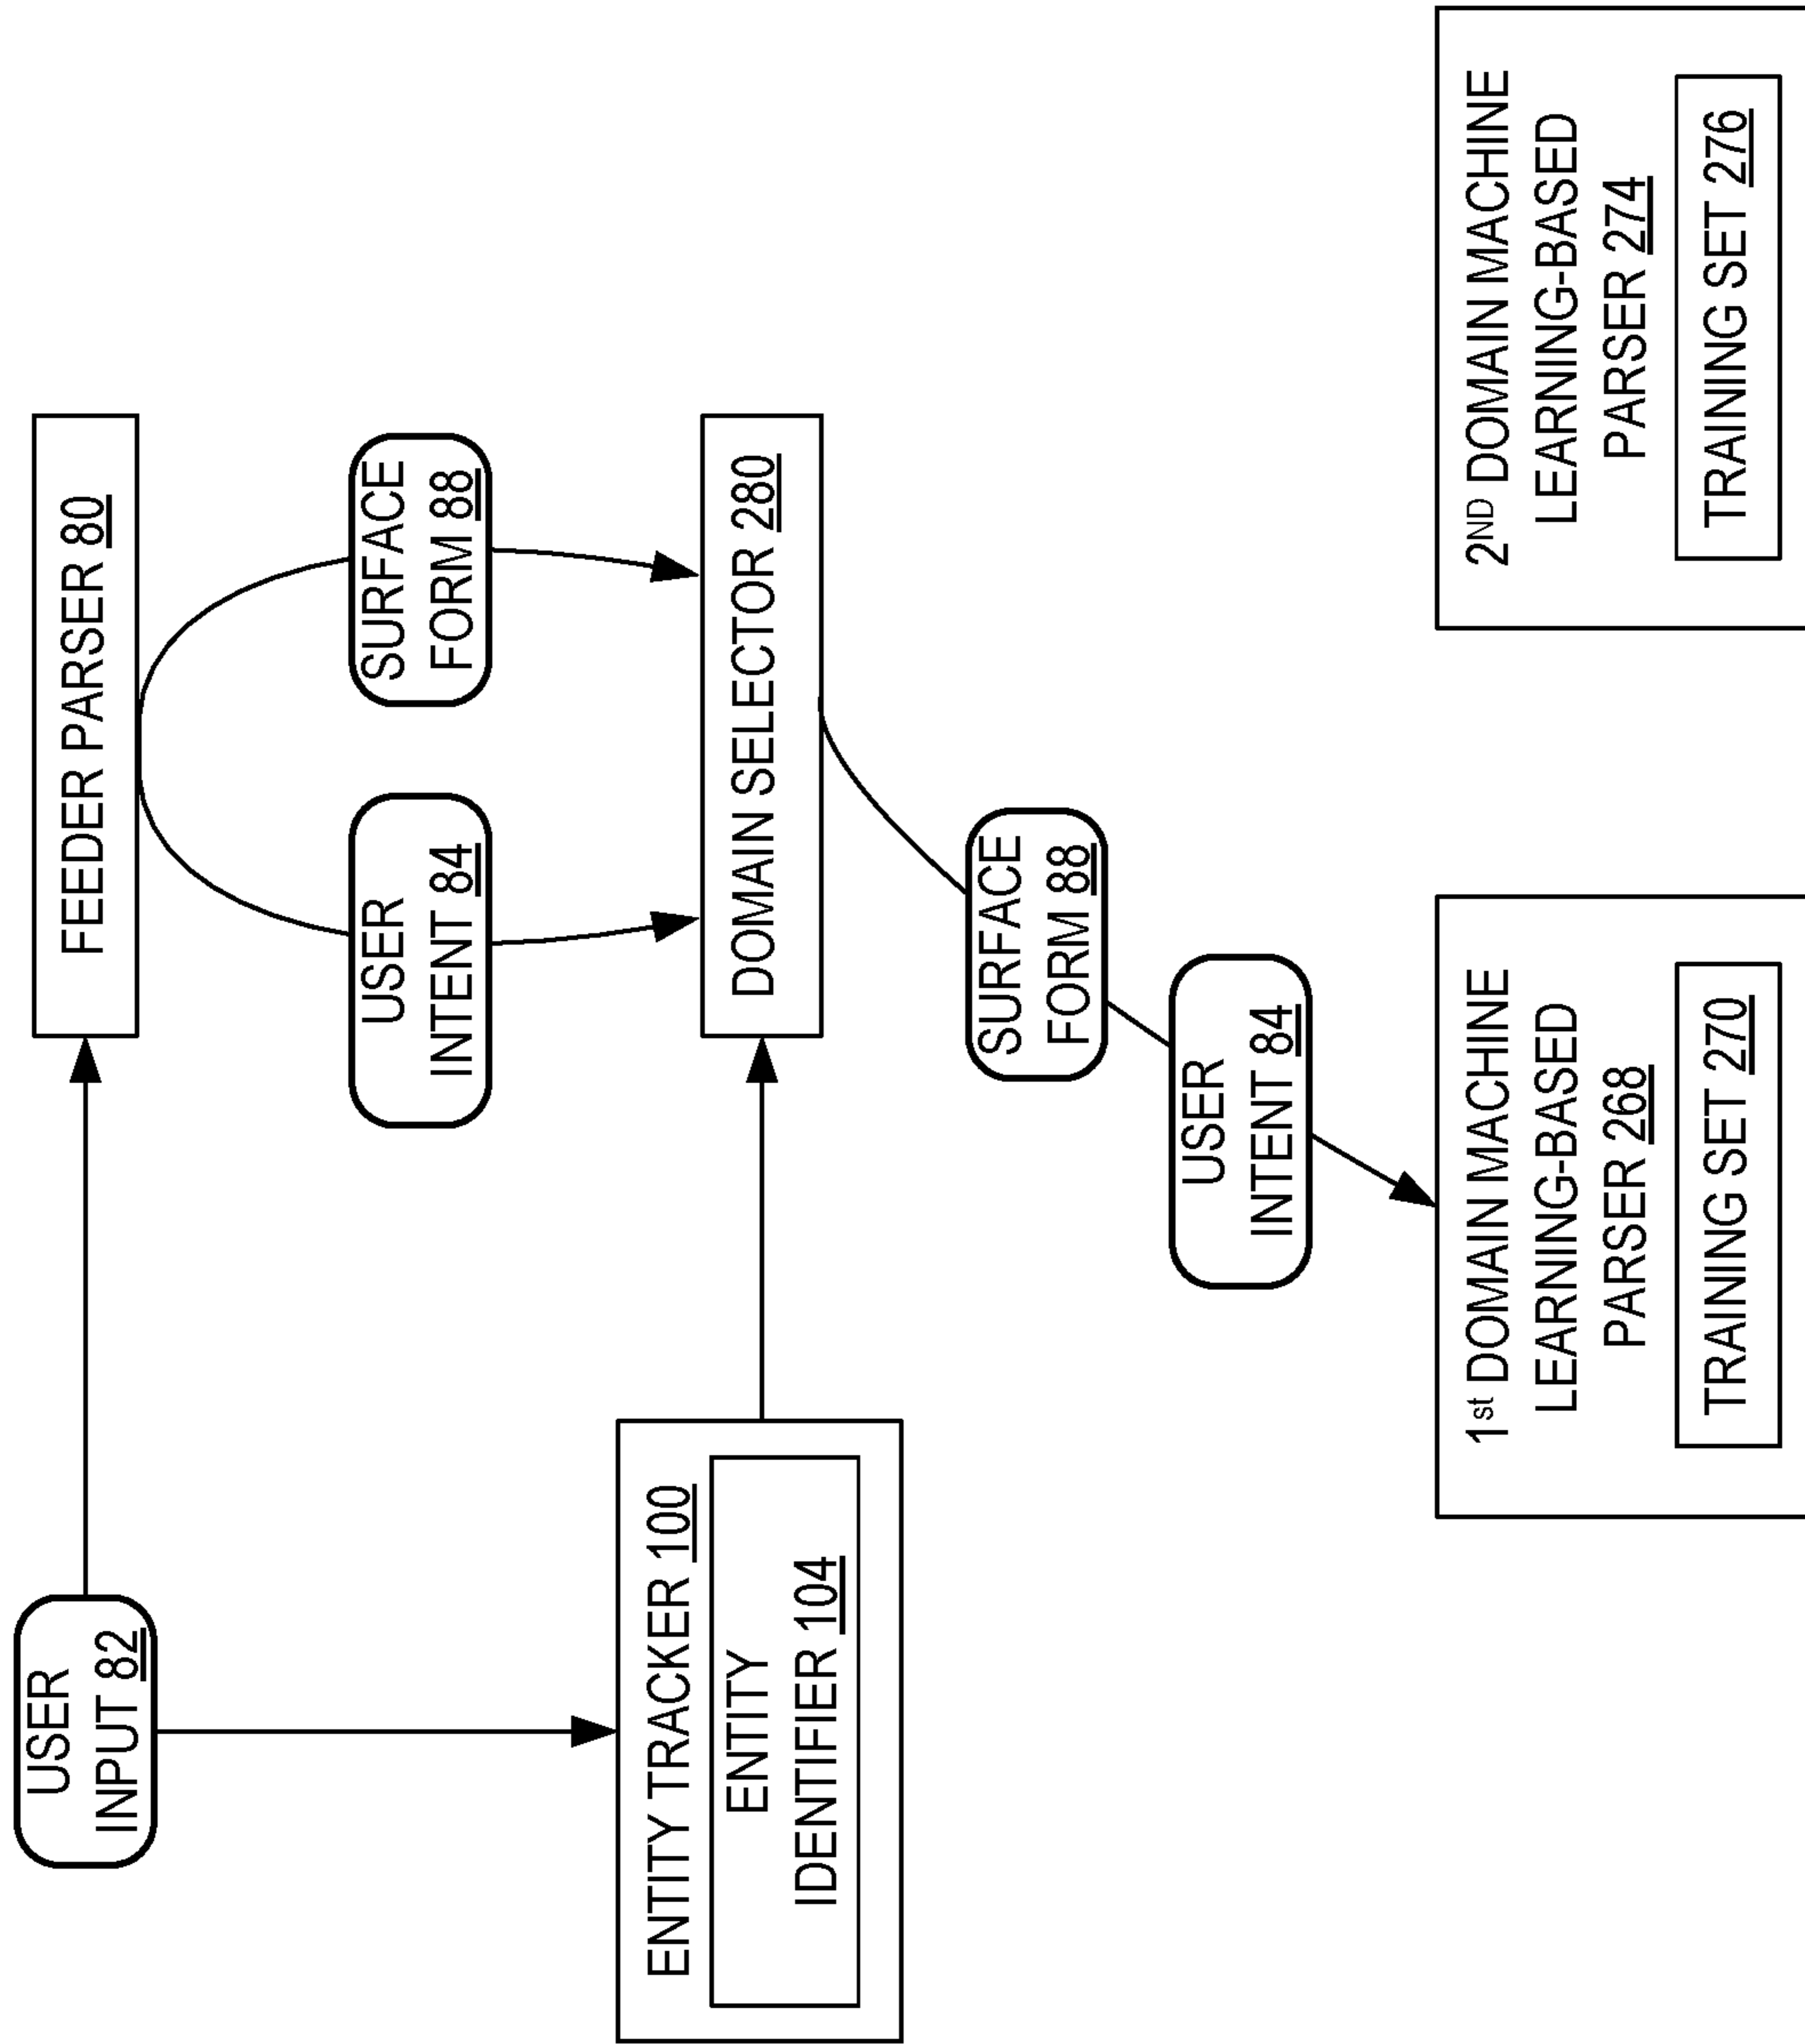 USER
INPUT 82
FEEDER PARSER 80
USER
INTENT 84
SURFACE
FORM 88
ENTITY TRACKER 100
ENTITY
IDENTIFIER 104
DOMAIN SELECTOR 280
SURFACE
FORM 88
USER
INTENT 84
1st DOMAIN MACHINE
LEARNING-BASED
PARSER 268
TRAINING SET 270
2ND DOMAIN MACHINE
LEARNING-BASED
PARSER 274
TRAINING SET 276